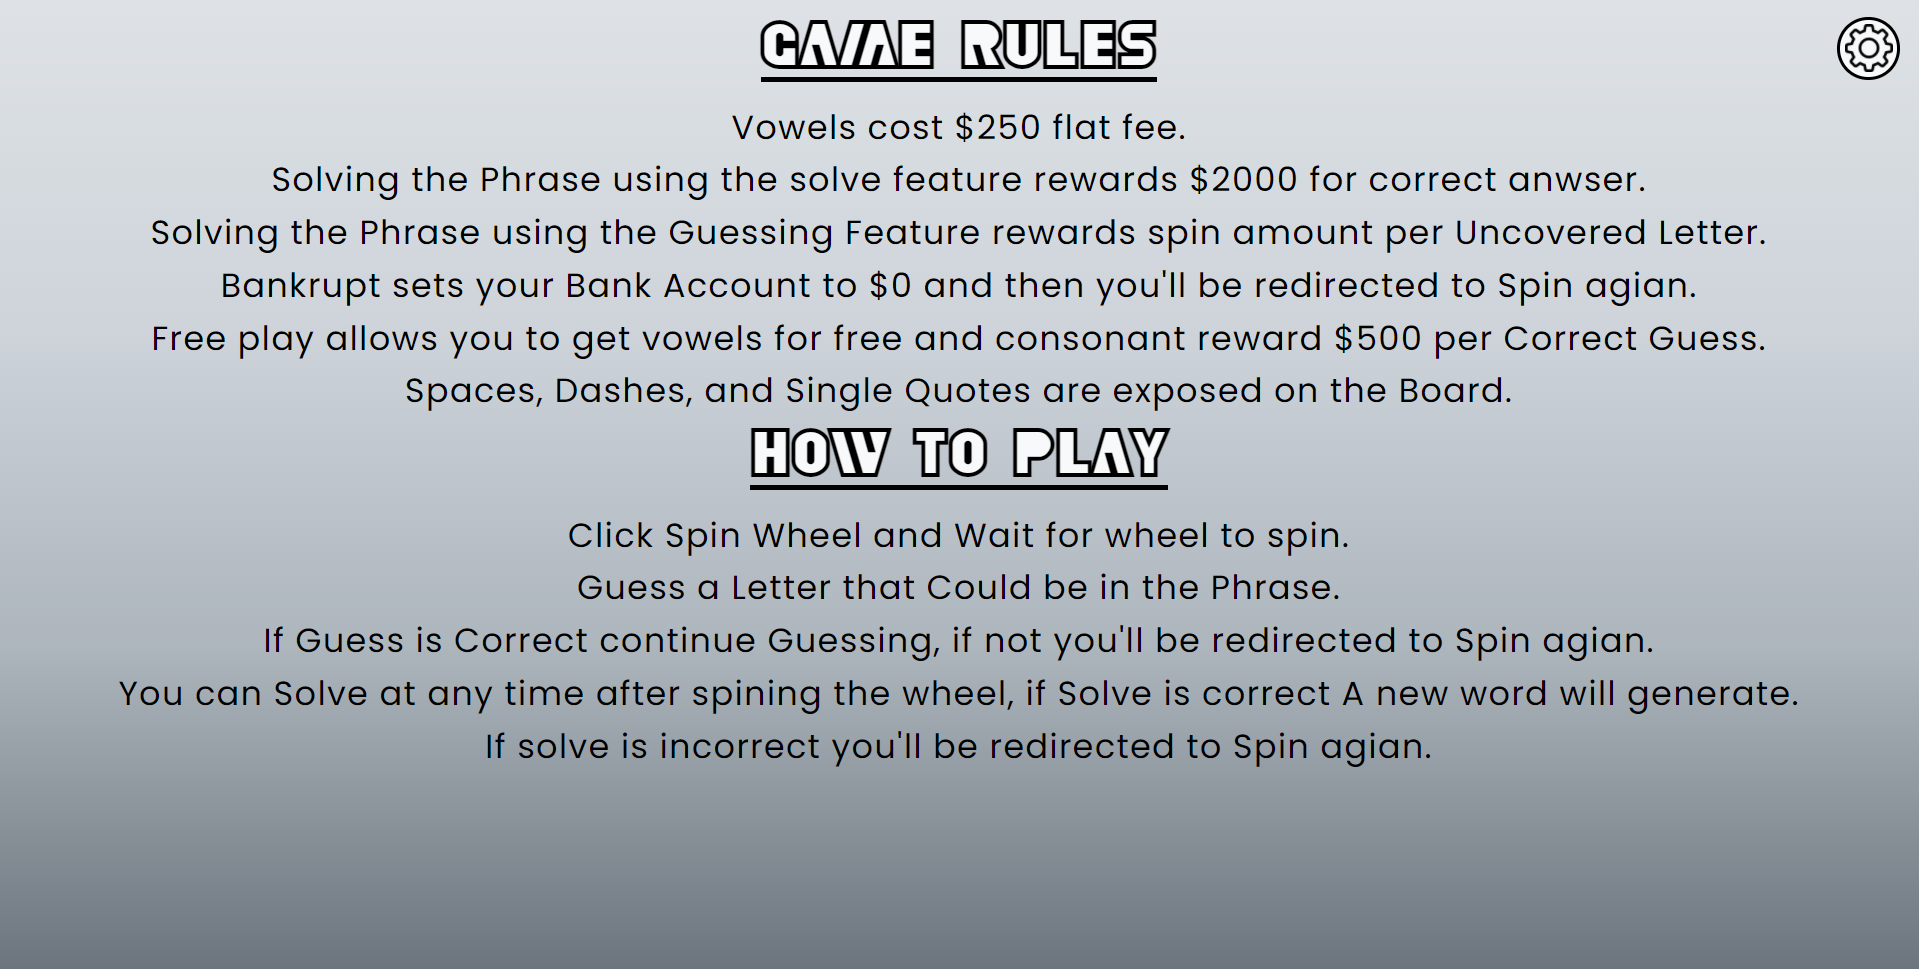 GAME RULES
Vowels cost $250 flat fee.
Solving the Phrase using the solve feature rewards $2000 for correct anwser.
Solving the Phrase using the Guessing Feature rewards spin amount per Uncovered Letter.
Bankrupt sets your Bank Account to $0 and then you'll be redirected to Spin agian.
Free play allows you to get vowels for free and consonant reward $500 per Correct Guess.
Spaces, Dashes, and Single Quotes are exposed on the Board.
HOW TO PLAY
Click Spin Wheel and Wait for wheel to spin.
Guess a Letter that Could be in the Phrase.
If Guess is Correct continue Guessing, if not you'll be redirected to Spin agian.
You can Solve at any time after spining the wheel, if Solve is correct A new word will generate.
If solve is incorrect you'll be redirected to Spin agian.